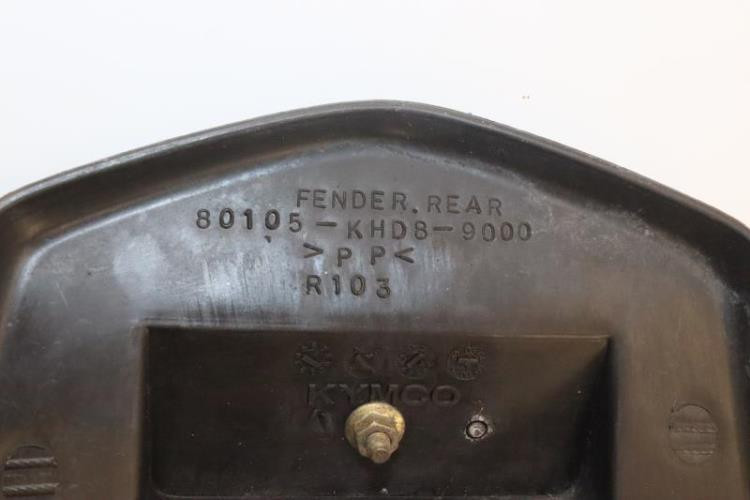 FENDER. REAR
80105-KHD8-9000
>PP<
R103
KYMCO